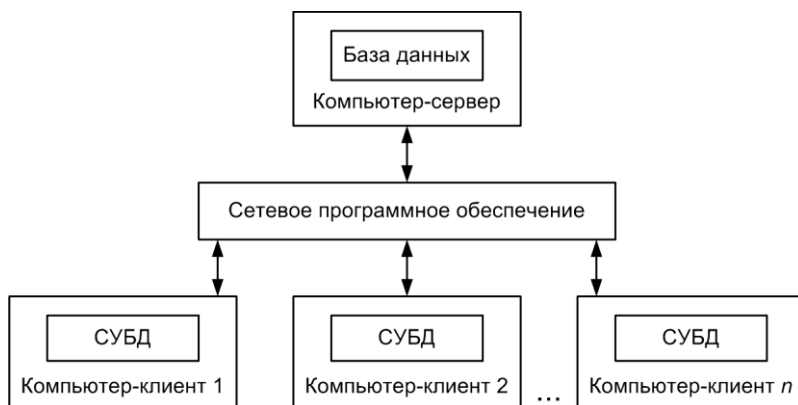 База данных
Компьютер-сервер
Сетевое программное обеспечение
СУБД
Компьютер-клиент 1
СУБД
Компьютер-клиент 2
...
СУБД
Компьютер-клиент n